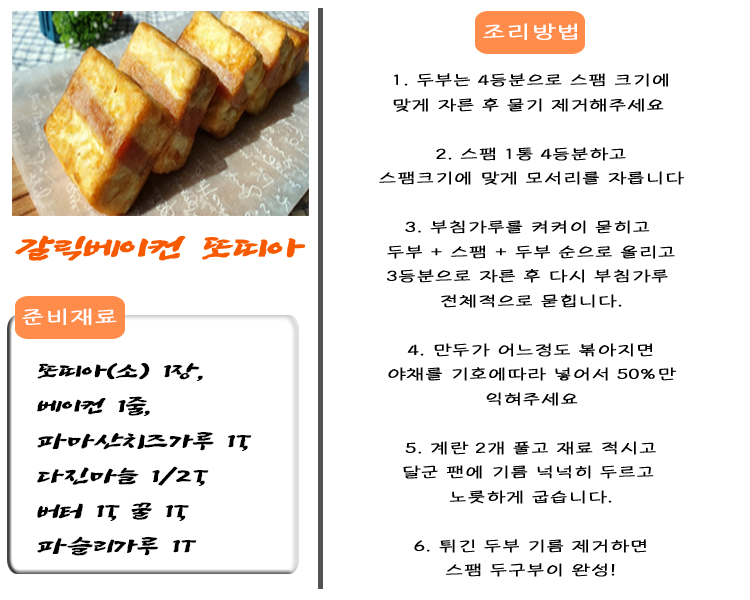 갈릭베이컨 또띠아
준비재료
또띠아(소) 1장,
베이컨 1줄,
파마산치즈가루 1T,
다진마늘 1/2T,
버터 1T, 꿀 1T,
파슬리가루 1T
조리방법
1. 두부는 4등분으로 스팸 크기에
맞게 자른 후 물기 제거해주세요
2. 스팸 1통 4등분하고
스팸크기에 맞게 모서리를 자릅니다
3. 부침가루를 켜켜이 묻히고
두부 + 스팸 + 두부 순으로 올리고
3등분으로 자른 후 다시 부침가루
전체적으로 묻힙니다.
4. 만두가 어느정도 볶아지면
야채를 기호에따라 넣어서 50%만
익혀주세요
5. 계란 2개 풀고 재료 적시고
달군 팬에 기름 넉넉히 두르고
노릇하게 굽습니다.
6. 튀긴 두부 기름 제거하면
스팸 두구부이 완성!